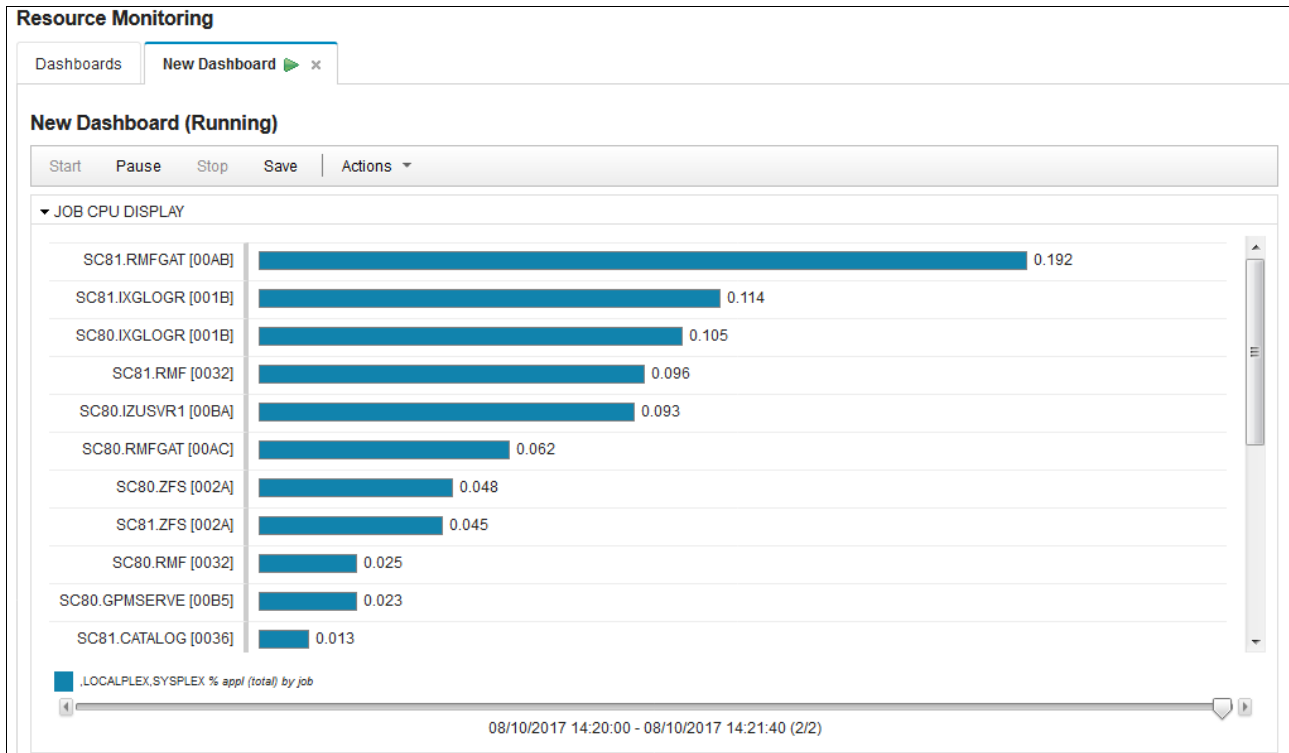 Resource Monitoring
Dashboards New Dashboard
New Dashboard (Running)
Start Pause Stop Save Actions
JOB CPU DISPLAY
SC81.RMFGAT [00AB] 0.192
SC81.IXGLOGR [001B] 0.114
SC80.IXGLOGR [001B] 0.105
SC81.RMF [0032] 0.096
SC80.IZUSVR1 [00BA] 0.093
SC80.RMFGAT [00AC] 0.062
SC80.ZFS [002A] 0.048
SC81.ZFS [002A] 0.045
SC80.RMF [0032] 0.025
SC80.GPMSERVE [00B5] 0.023
SC81.CATALOG [0036] 0.013
,LOCALPLEX,SYSPLEX % appl (total) by job
08/10/2017 14:20:00 - 08/10/2017 14:21:40 (2/2)